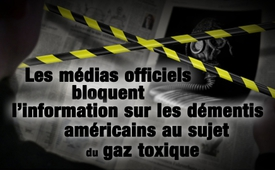 Les médias officiels
bloquent
l'information sur les démentis
américains au sujet
du gaz toxique